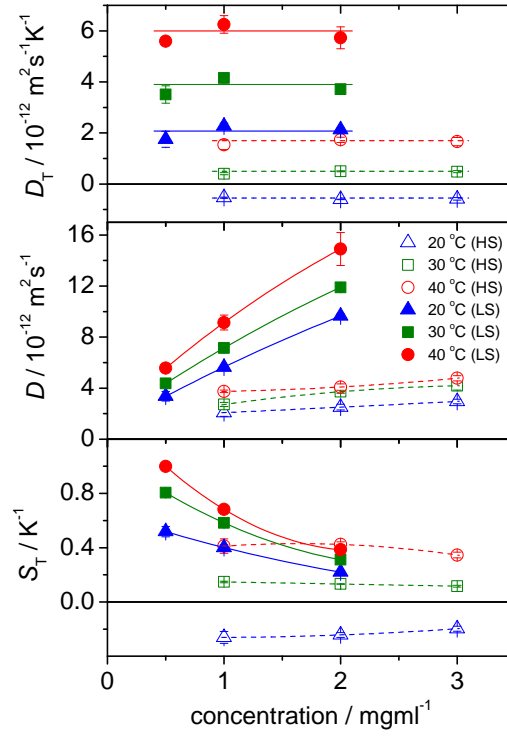 D_T / 10^-12 m^2s^-1K^-1
6
4
2
0
D / 10^-12 m^2s^-1
16
12
8
4
0
20 °C (HS)
30 °C (HS)
40 °C (HS)
20 °C (LS)
30 °C (LS)
40 °C (LS)
S_T / K^-1
0.8
0.4
0.0
0
1
2
3
concentration / mgml^-1